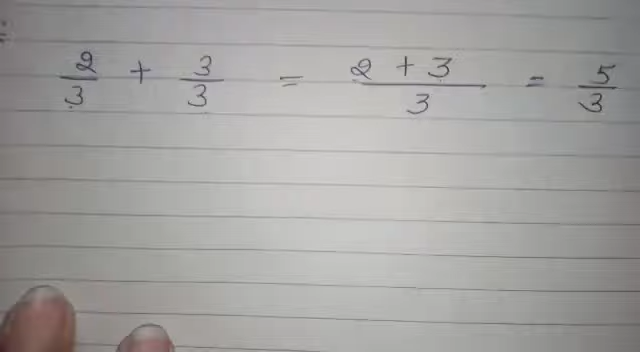 2/3 + 3/3 = 2 + 3/3 = 5/3